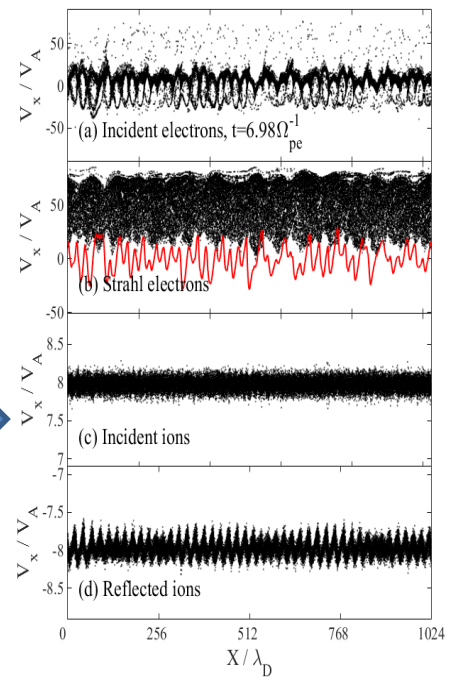 50
0
-50
V_x / V_A
(a) Incident electrons, t=6.98Ω_pe^-1
50
0
-50
V_x / V_A
(b) Strahl electrons
8.5
8
7.5
7
V_x / V_A
(c) Incident ions
-7
-7.5
-8
-8.5
V_x / V_A
(d) Reflected ions
0 256 512 768 1024
X / λ_D